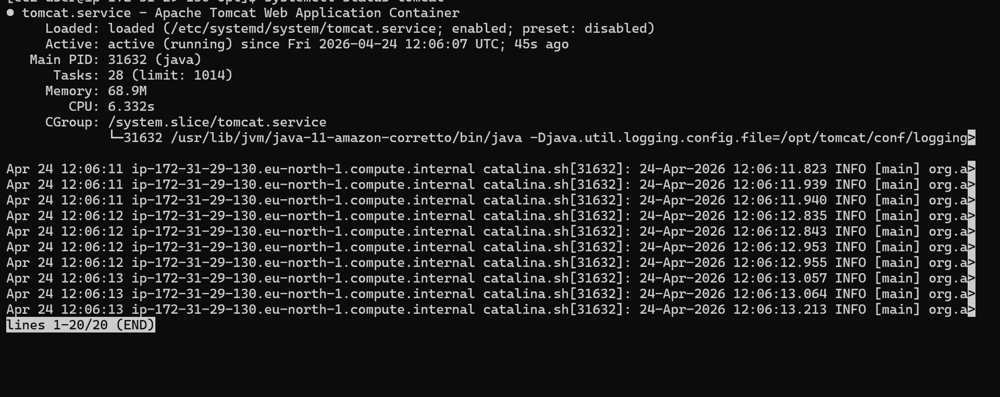 [ec2-user@ip-172-31-29-130 opt]$ systemctl status tomcat
● tomcat.service - Apache Tomcat Web Application Container
Loaded: loaded (/etc/systemd/system/tomcat.service; enabled; preset: disabled)
Active: active (running) since Fri 2026-04-24 12:06:07 UTC; 45s ago
Main PID: 31632 (java)
Tasks: 28 (limit: 1014)
Memory: 68.9M
CPU: 6.332s
CGroup: /system.slice/tomcat.service
└─31632 /usr/lib/jvm/java-11-amazon-corretto/bin/java -Djava.util.logging.config.file=/opt/tomcat/conf/logging>
Apr 24 12:06:11 ip-172-31-29-130.eu-north-1.compute.internal catalina.sh[31632]: 24-Apr-2026 12:06:11.823 INFO [main] org.a>
Apr 24 12:06:11 ip-172-31-29-130.eu-north-1.compute.internal catalina.sh[31632]: 24-Apr-2026 12:06:11.939 INFO [main] org.a>
Apr 24 12:06:11 ip-172-31-29-130.eu-north-1.compute.internal catalina.sh[31632]: 24-Apr-2026 12:06:11.940 INFO [main] org.a>
Apr 24 12:06:12 ip-172-31-29-130.eu-north-1.compute.internal catalina.sh[31632]: 24-Apr-2026 12:06:12.835 INFO [main] org.a>
Apr 24 12:06:12 ip-172-31-29-130.eu-north-1.compute.internal catalina.sh[31632]: 24-Apr-2026 12:06:12.843 INFO [main] org.a>
Apr 24 12:06:12 ip-172-31-29-130.eu-north-1.compute.internal catalina.sh[31632]: 24-Apr-2026 12:06:12.953 INFO [main] org.a>
Apr 24 12:06:12 ip-172-31-29-130.eu-north-1.compute.internal catalina.sh[31632]: 24-Apr-2026 12:06:12.955 INFO [main] org.a>
Apr 24 12:06:13 ip-172-31-29-130.eu-north-1.compute.internal catalina.sh[31632]: 24-Apr-2026 12:06:13.057 INFO [main] org.a>
Apr 24 12:06:13 ip-172-31-29-130.eu-north-1.compute.internal catalina.sh[31632]: 24-Apr-2026 12:06:13.064 INFO [main] org.a>
Apr 24 12:06:13 ip-172-31-29-130.eu-north-1.compute.internal catalina.sh[31632]: 24-Apr-2026 12:06:13.213 INFO [main] org.a>
lines 1-20/20 (END)